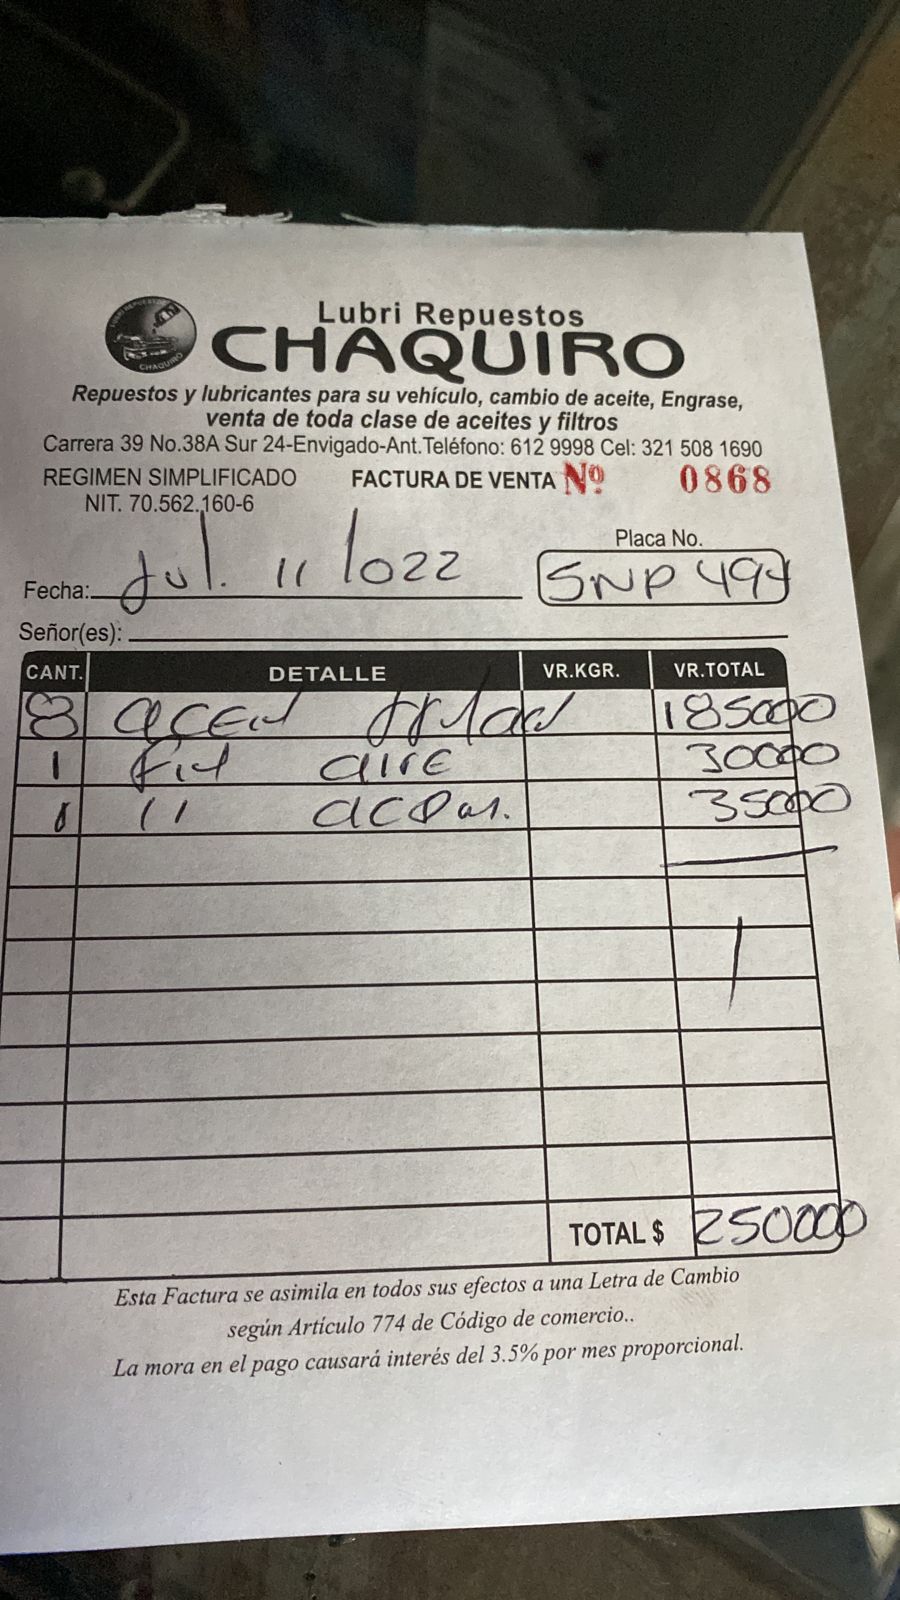 Lubri Repuestos
CHAQUIRO
Repuestos y lubricantes para su vehículo, cambio de aceite, Engrase,
venta de toda clase de aceites y filtros
Carrera 39 No.38A Sur 24-Envigado-Ant.Teléfono: 612 9998 Cel: 321 508 1690
REGIMEN SIMPLIFICADO FACTURA DE VENTA Nº 0868
NIT. 70.562.160-6
Placa No.
Fecha: Jul. 11/022 SNP 494
Señor(es):
CANT. DETALLE VR.KGR. VR.TOTAL
8 185000
1 Fil aire 30000
1 11 35000
TOTAL $ 250000
Esta Factura se asimila en todos sus efectos a una Letra de Cambio
según Artículo 774 de Código de comercio..
La mora en el pago causará interés del 3.5% por mes proporcional.